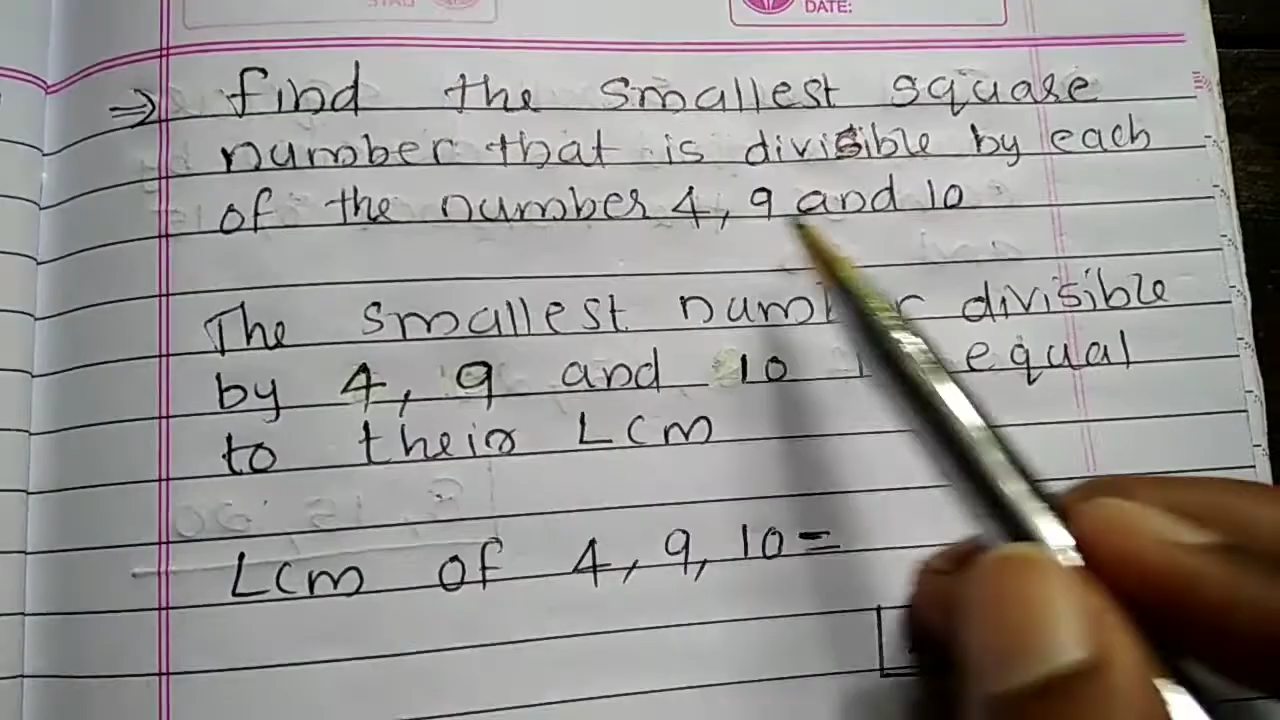 DATE:
⇒ find the smallest square
number that is divisible by each
of the number 4, 9 and 10
The smallest divisible
by 4, 9 and 10 equal
to their Lcm
Lcm of 4, 9, 10 =